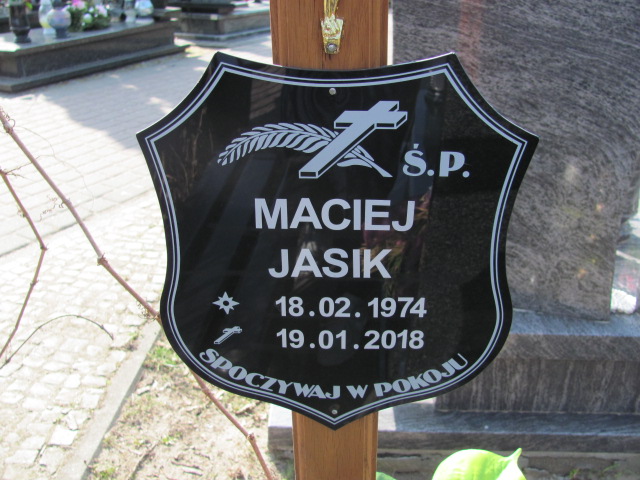 Ś.P.
MACIEJ
JASIK
18.02.1974
19.01.2018
SPOCZYWAJ W POKOJU